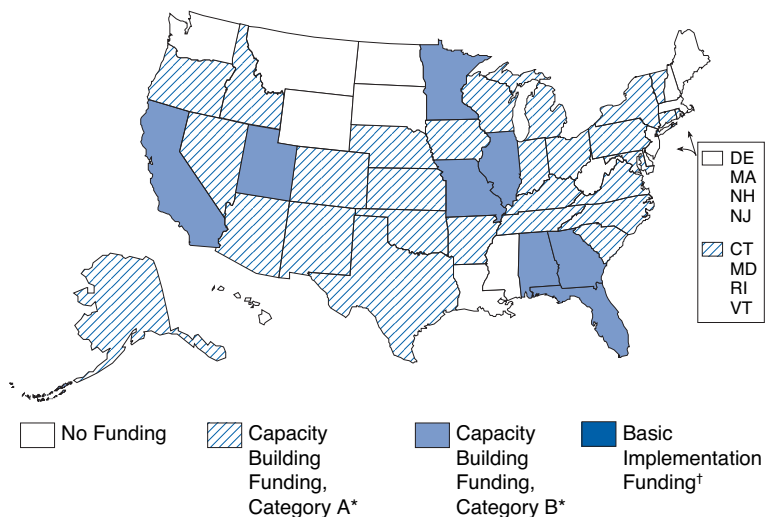 DE
MA
NH
NJ
CT
MD
RI
VT
No Funding
Capacity
Building
Funding,
Category A*
Capacity
Building
Funding,
Category B*
Basic
Implementation
Funding†